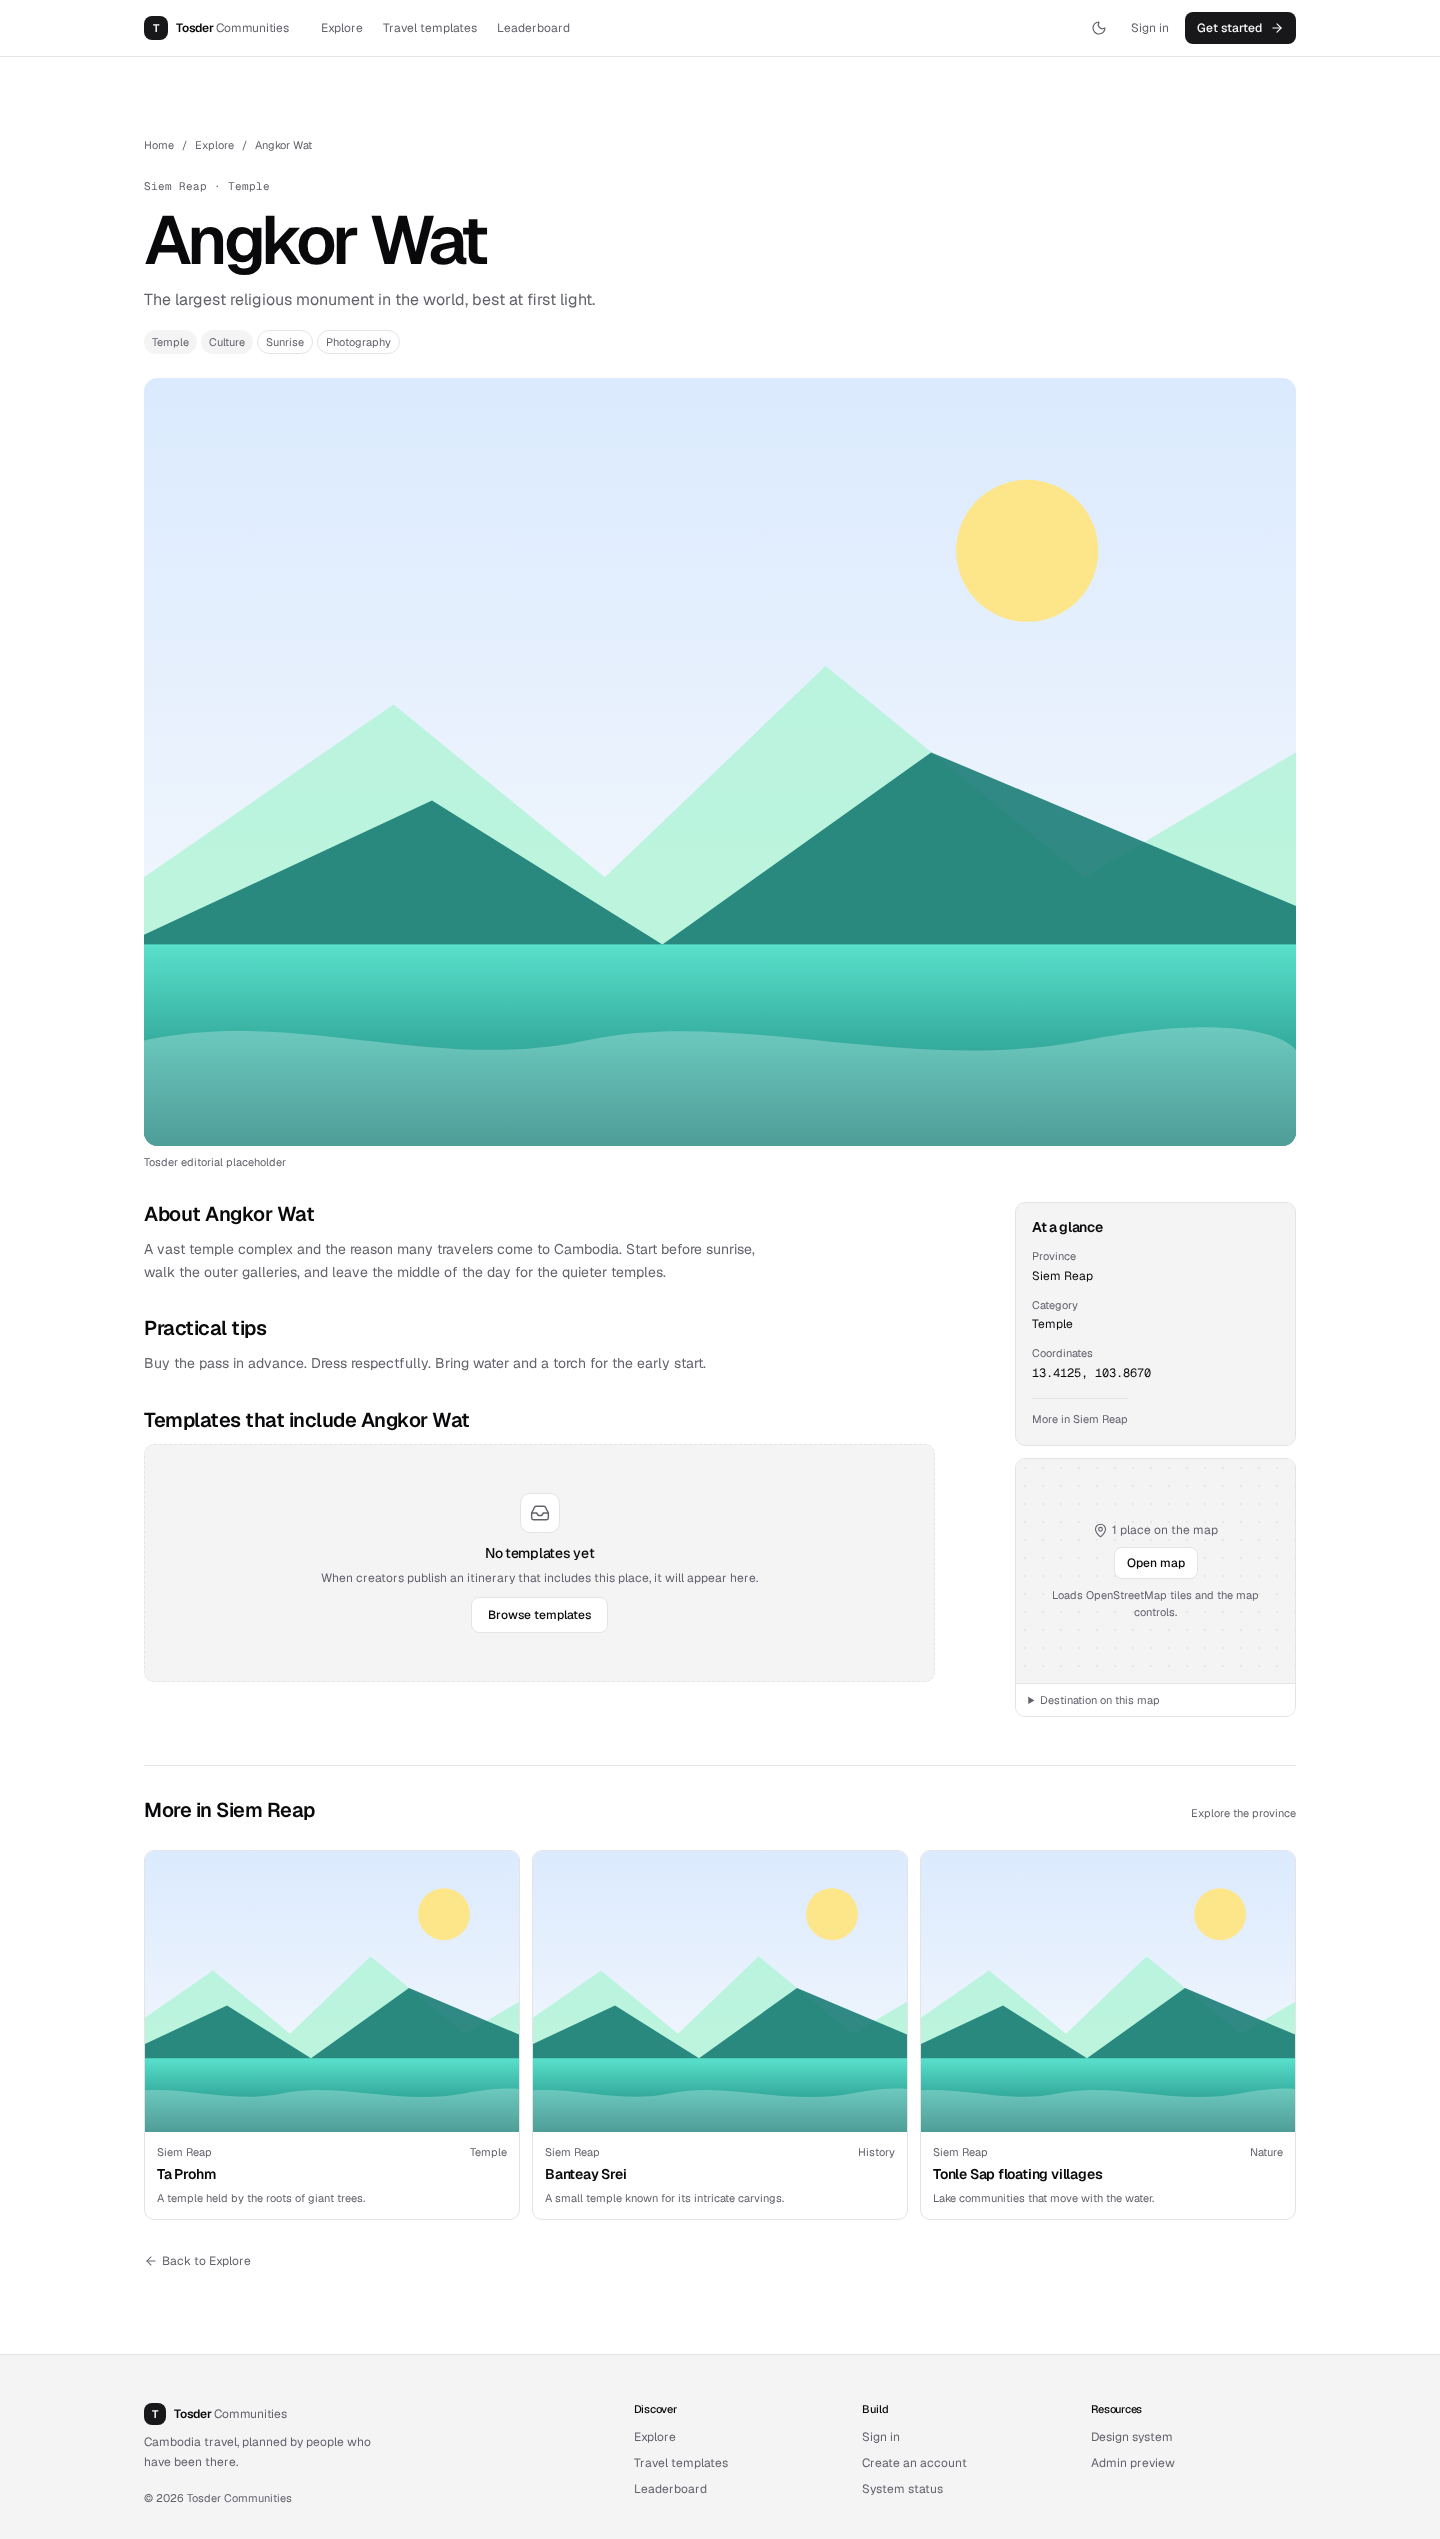 T Tosder Communities Explore Travel templates Leaderboard Sign in Get started
Home / Explore / Angkor Wat
Siem Reap · Temple
Angkor Wat
The largest religious monument in the world, best at first light.
Temple Culture Sunrise Photography
Tosder editorial placeholder
About Angkor Wat
A vast temple complex and the reason many travelers come to Cambodia. Start before sunrise,
walk the outer galleries, and leave the middle of the day for the quieter temples.
Practical tips
Buy the pass in advance. Dress respectfully. Bring water and a torch for the early start.
Templates that include Angkor Wat
No templates yet
When creators publish an itinerary that includes this place, it will appear here.
Browse templates
At a glance
Province
Siem Reap
Category
Temple
Coordinates
13.4125, 103.8670
More in Siem Reap
1 place on the map
Open map
Loads OpenStreetMap tiles and the map
controls.
Destination on this map
More in Siem Reap
Explore the province
Siem Reap Temple
Ta Prohm
A temple held by the roots of giant trees.
Siem Reap History
Banteay Srei
A small temple known for its intricate carvings.
Siem Reap Nature
Tonle Sap floating villages
Lake communities that move with the water.
Back to Explore
T Tosder Communities
Cambodia travel, planned by people who
have been there.
© 2026 Tosder Communities
Discover
Explore
Travel templates
Leaderboard
Build
Sign in
Create an account
System status
Resources
Design system
Admin preview